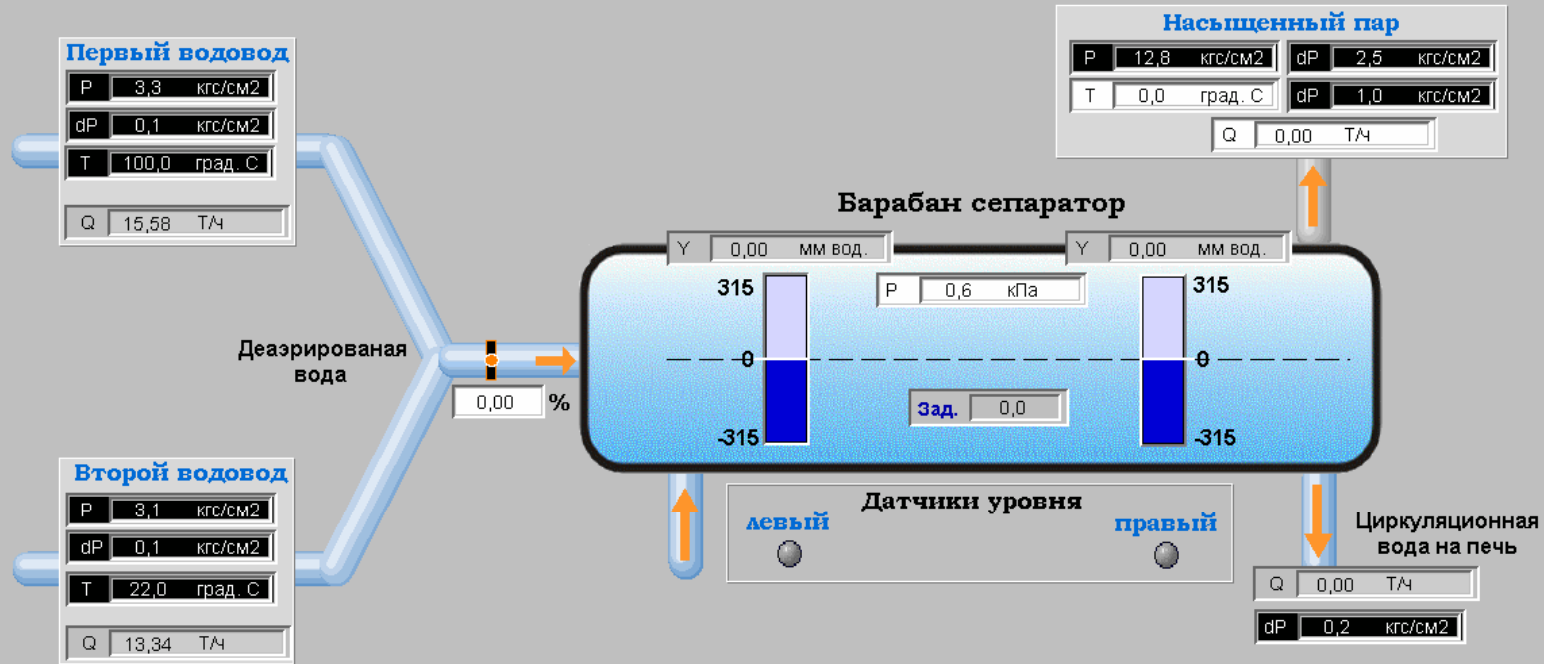 Первый водовод
P 3,3 кгс/см2
dP 0,1 кгс/см2
T 100,0 град. С
Q 15,58 Т/ч
Насыщенный пар
P 12,8 кгс/см2 dP 2,5 кгс/см2
T 0,0 град. С dP 1,0 кгс/см2
Q 0,00 Т/ч
Барабан сепаратор
Y 0,00 мм вод. Y 0,00 мм вод.
315 P 0,6 кПа 315
0 0
Зад. 0,0
-315 -315
Деаэрированая
вода
0,00 %
Второй водовод
P 3,1 кгс/см2
dP 0,1 кгс/см2
T 22,0 град. С
Q 13,34 Т/ч
Датчики уровня
левый правый
Циркуляционная
вода на печь
Q 0,00 Т/ч
dP 0,2 кгс/см2